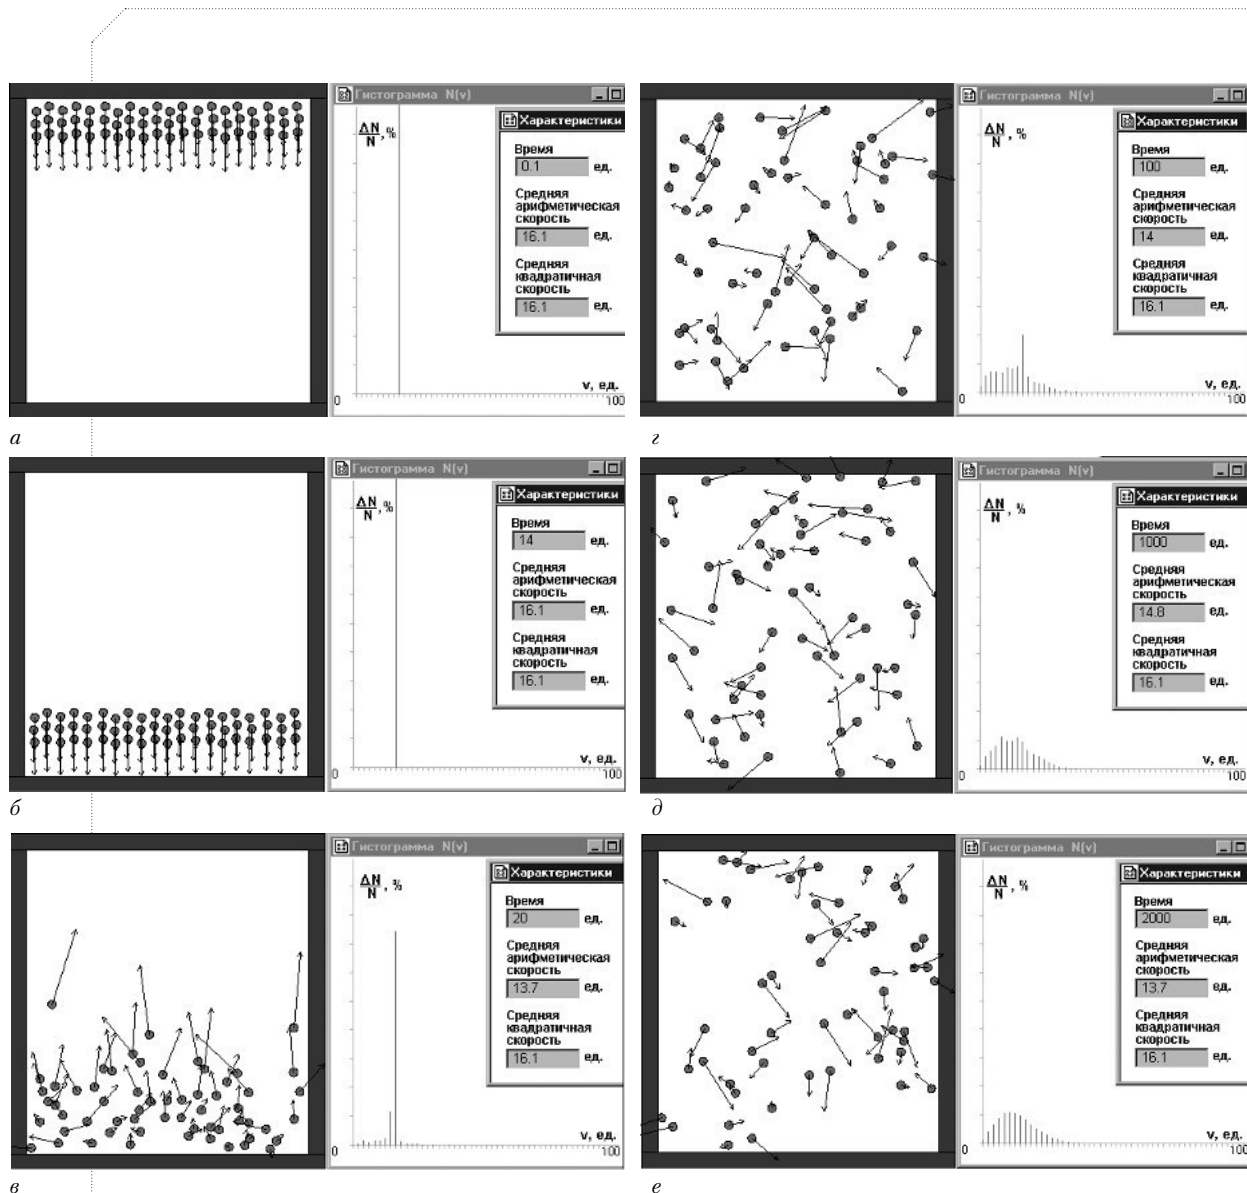 Гистограмма N(v)
ΔN
N , %
Характеристики
Время
0.1 ед.
Средняя
арифметическая
скорость
16.1 ед.
Средняя
квадратичная
скорость
16.1 ед.
v, ед.
0 100
а
Гистограмма N(v)
ΔN
N , %
Характеристики
Время
14 ед.
Средняя
арифметическая
скорость
16.1 ед.
Средняя
квадратичная
скорость
16.1 ед.
v, ед.
0 100
б
Гистограмма N(v)
ΔN
N , %
Характеристики
Время
20 ед.
Средняя
арифметическая
скорость
13.7 ед.
Средняя
квадратичная
скорость
16.1 ед.
v, ед.
0 100
в
Гистограмма N(v)
ΔN
N , %
Характеристики
Время
100 ед.
Средняя
арифметическая
скорость
14 ед.
Средняя
квадратичная
скорость
16.1 ед.
v, ед.
0 100
г
Гистограмма N(v)
ΔN
N , %
Характеристики
Время
1000 ед.
Средняя
арифметическая
скорость
14.8 ед.
Средняя
квадратичная
скорость
16.1 ед.
v, ед.
0 100
д
Гистограмма N(v)
ΔN
N , %
Характеристики
Время
2000 ед.
Средняя
арифметическая
скорость
13.7 ед.
Средняя
квадратичная
скорость
16.1 ед.
v, ед.
0 100
е